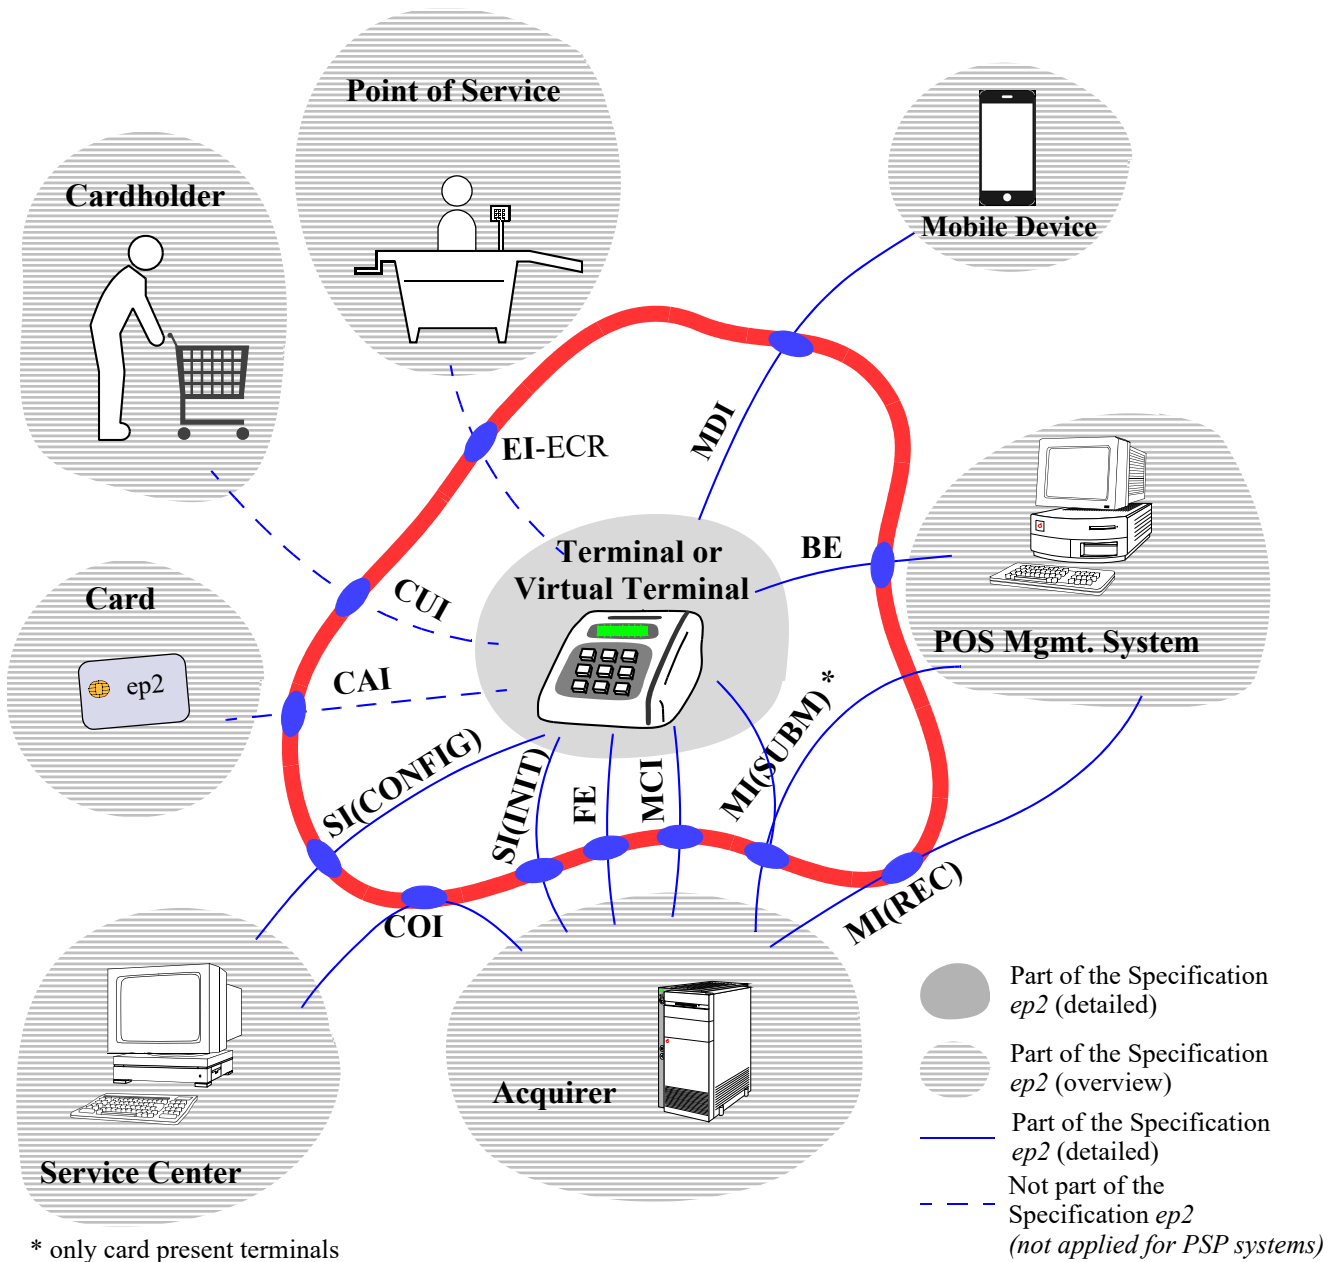 Point of Service
Cardholder
Mobile Device
MDI
EI-ECR
BE
Terminal or
Virtual Terminal
CUI
Card
ep2
CAI
POS Mgmt. System
SI(CONFIG)
SI(INIT)
FE
MCI
MI(SUBM) *
MI(REC)
COI
Acquirer
Service Center
Part of the Specification
ep2 (detailed)
Part of the Specification
ep2 (overview)
Part of the Specification
ep2 (detailed)
Not part of the
Specification ep2
(not applied for PSP systems)
* only card present terminals